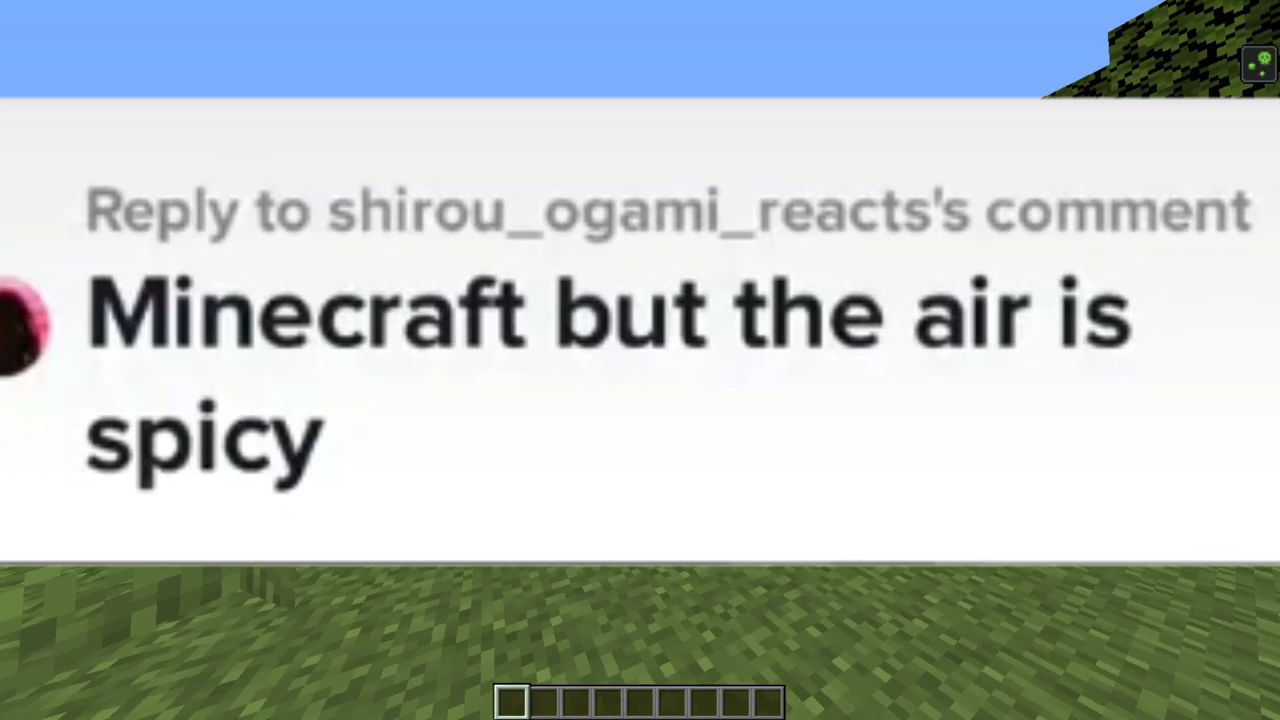 Reply to shirou_ogami_reacts's comment
Minecraft but the air is
spicy